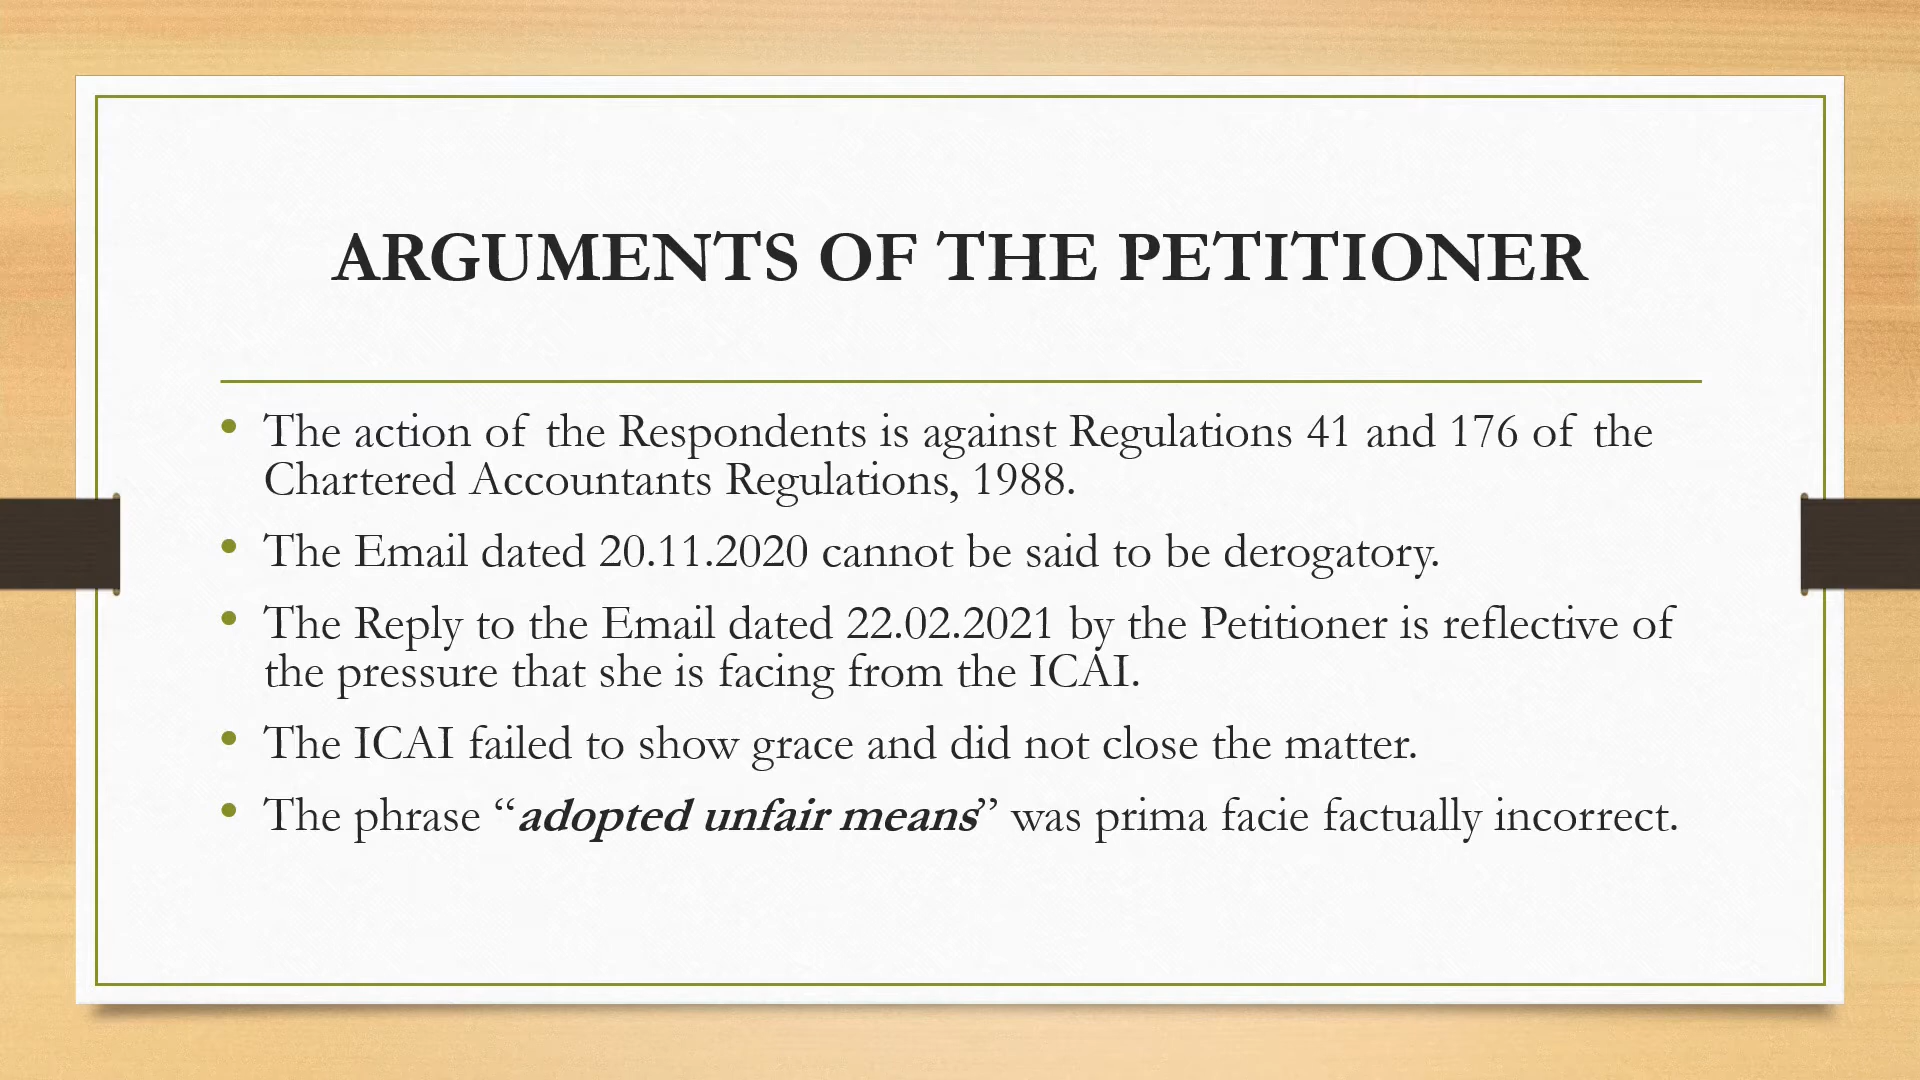 ARGUMENTS OF THE PETITIONER
• The action of the Respondents is against Regulations 41 and 176 of the
Chartered Accountants Regulations, 1988.
• The Email dated 20.11.2020 cannot be said to be derogatory.
• The Reply to the Email dated 22.02.2021 by the Petitioner is reflective of
the pressure that she is facing from the ICAI.
• The ICAI failed to show grace and did not close the matter.
• The phrase “adopted unfair means” was prima facie factually incorrect.